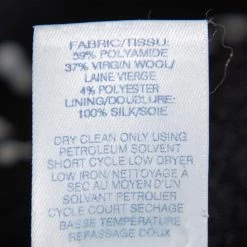 FABRIC/TISSU:
59% POLYAMIDE
37% VIRGIN WOOL/
LAINE VIERGE
4% POLYESTER
LINING/DOUBLURE:
100% SILK/SOIE
DRY CLEAN ONLY USING
PETROLEUM SOLVENT
SHORT CYCLE LOW DRYER
LOW IRON/NETTOYAGE A
SEC AU MOYEN D'UN
SOLVANT PETROLIER
CYCLE COURT SECHAGE
BASSE TEMPERATURE
REPASSAGE DOUX